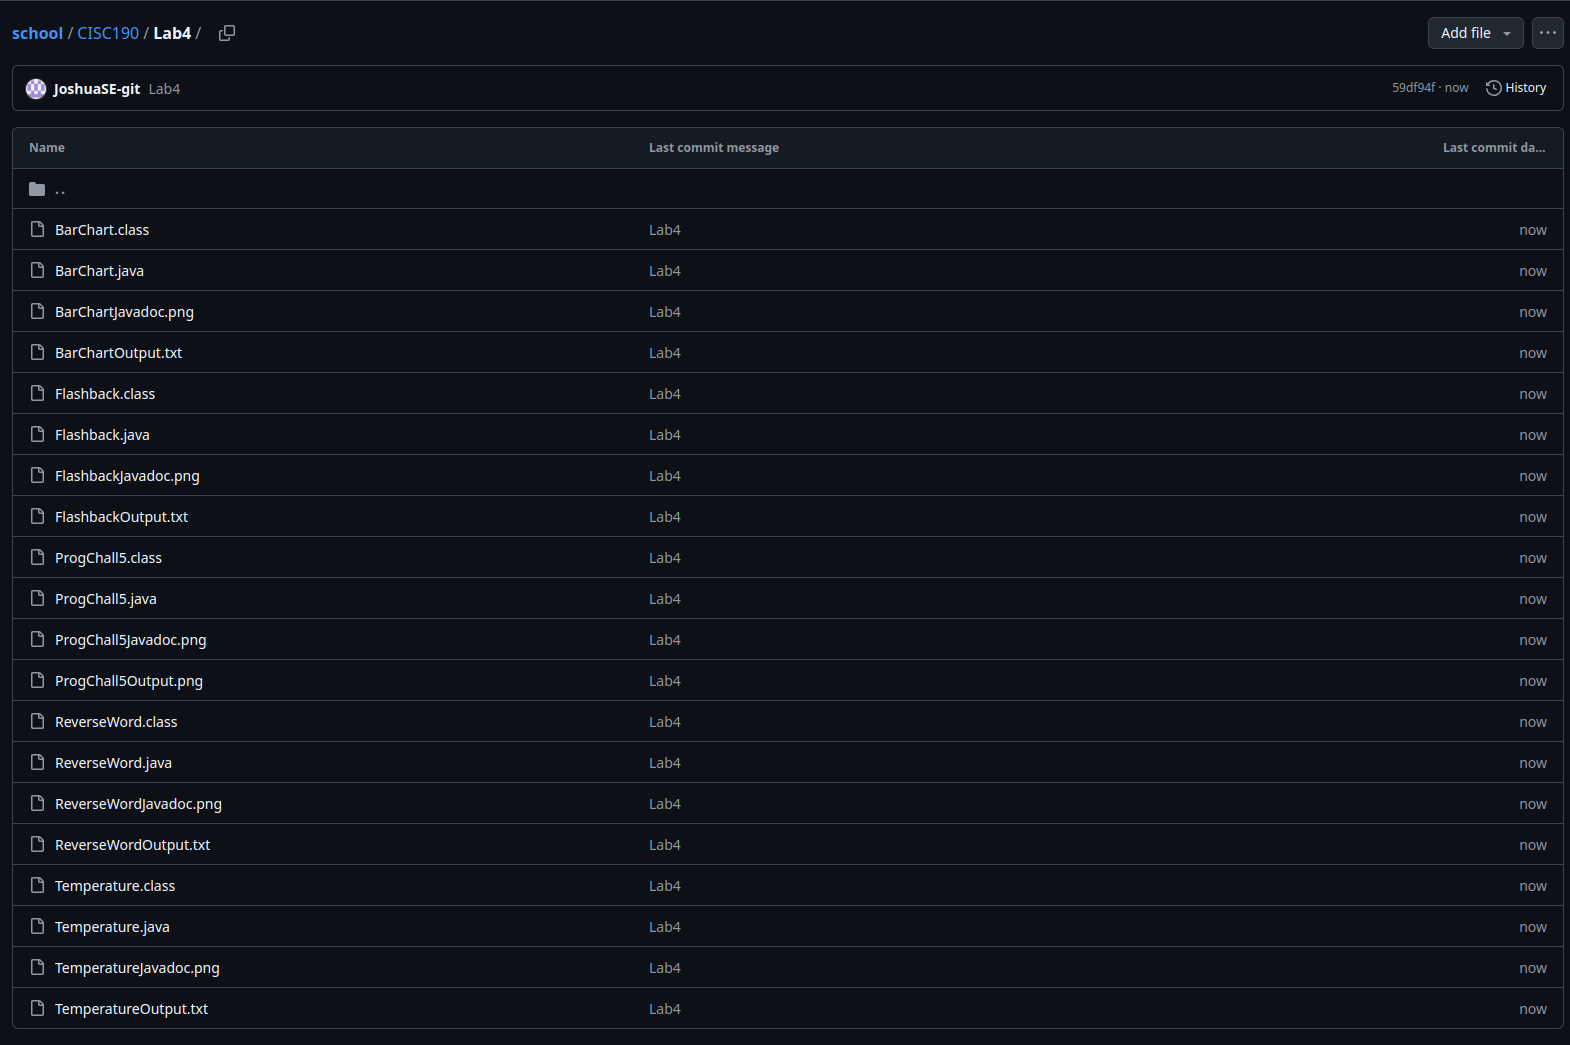 school / CISC190 / Lab4 /
Add file
JoshuaSE-git Lab4
59df94f · now History
Name Last commit message Last commit da...
..
BarChart.class Lab4 now
BarChart.java Lab4 now
BarChartJavadoc.png Lab4 now
BarChartOutput.txt Lab4 now
Flashback.class Lab4 now
Flashback.java Lab4 now
FlashbackJavadoc.png Lab4 now
FlashbackOutput.txt Lab4 now
ProgChall5.class Lab4 now
ProgChall5.java Lab4 now
ProgChall5Javadoc.png Lab4 now
ProgChall5Output.png Lab4 now
ReverseWord.class Lab4 now
ReverseWord.java Lab4 now
ReverseWordJavadoc.png Lab4 now
ReverseWordOutput.txt Lab4 now
Temperature.class Lab4 now
Temperature.java Lab4 now
TemperatureJavadoc.png Lab4 now
TemperatureOutput.txt Lab4 now